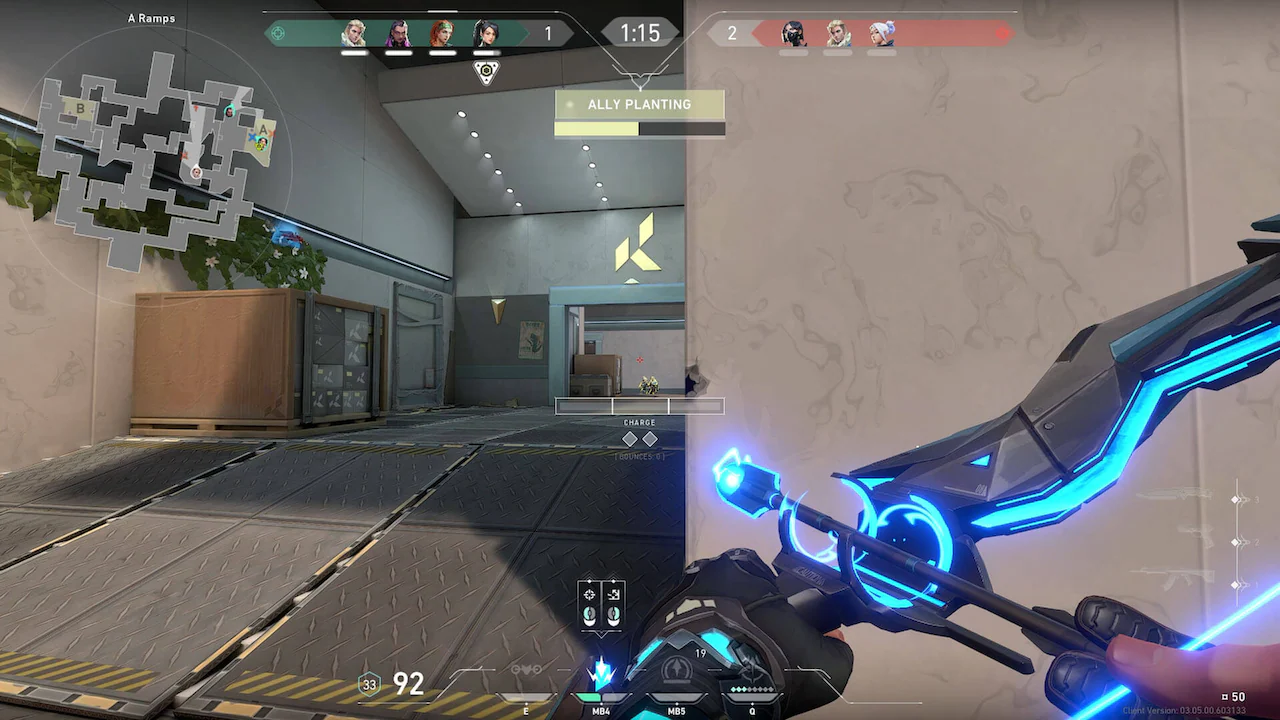 A Ramps
1
1:15
2
B
A
ALLY PLANTING
CHARGE
[ BOUNCES: 0 ]
19
33
92
E
MB4
MB5
Q
¤ 50
Client Version: 03.05.00.603133